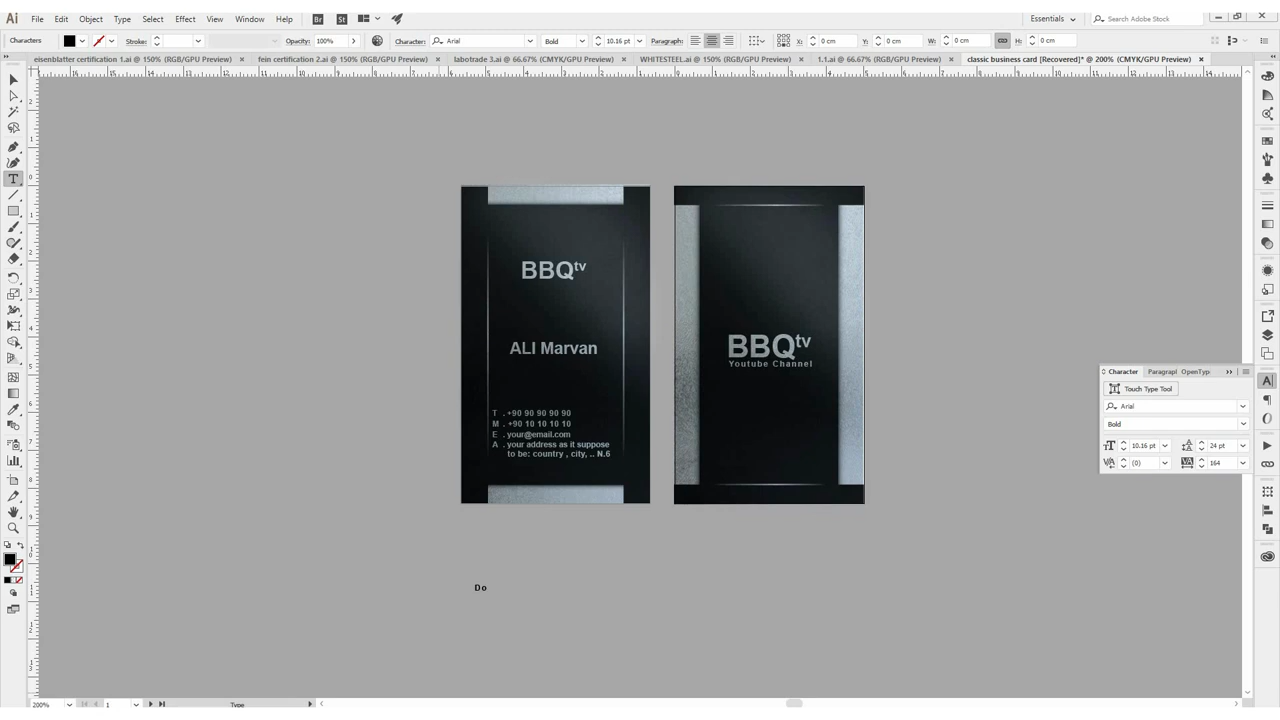 Ai File Edit Object Type Select Effect View Window Help Br St Essentials Search Adobe Stock
Characters Stroke: Opacity: 100% Character: Arial Bold 10.16 pt Paragraph: X: 0 cm Y: 0 cm W: 0 cm H: 0 cm
eisenblatter certification 1.ai @ 150% (RGB/GPU Preview) fein certification 2.ai @ 150% (RGB/GPU Preview) labotrade 3.ai @ 66.67% (CMYK/GPU Preview) WHITESTEEL.ai @ 150% (RGB/GPU Preview) 1.1.ai @ 66.67% (RGB/GPU Preview) classic business card [Recovered]* @ 200% (CMYK/GPU Preview)
BBQtv
ALI Marvan
T . +90 90 90 90 90
M . +90 10 10 10 10
E . your@email.com
A . your address as it suppose
to be: country , city, .. N.6
BBQtv
Youtube Channel
Do
Character Paragrapl OpenTyp
Touch Type Tool
Arial
Bold
10.16 pt 24 pt
(0) 164
200% 1 Type